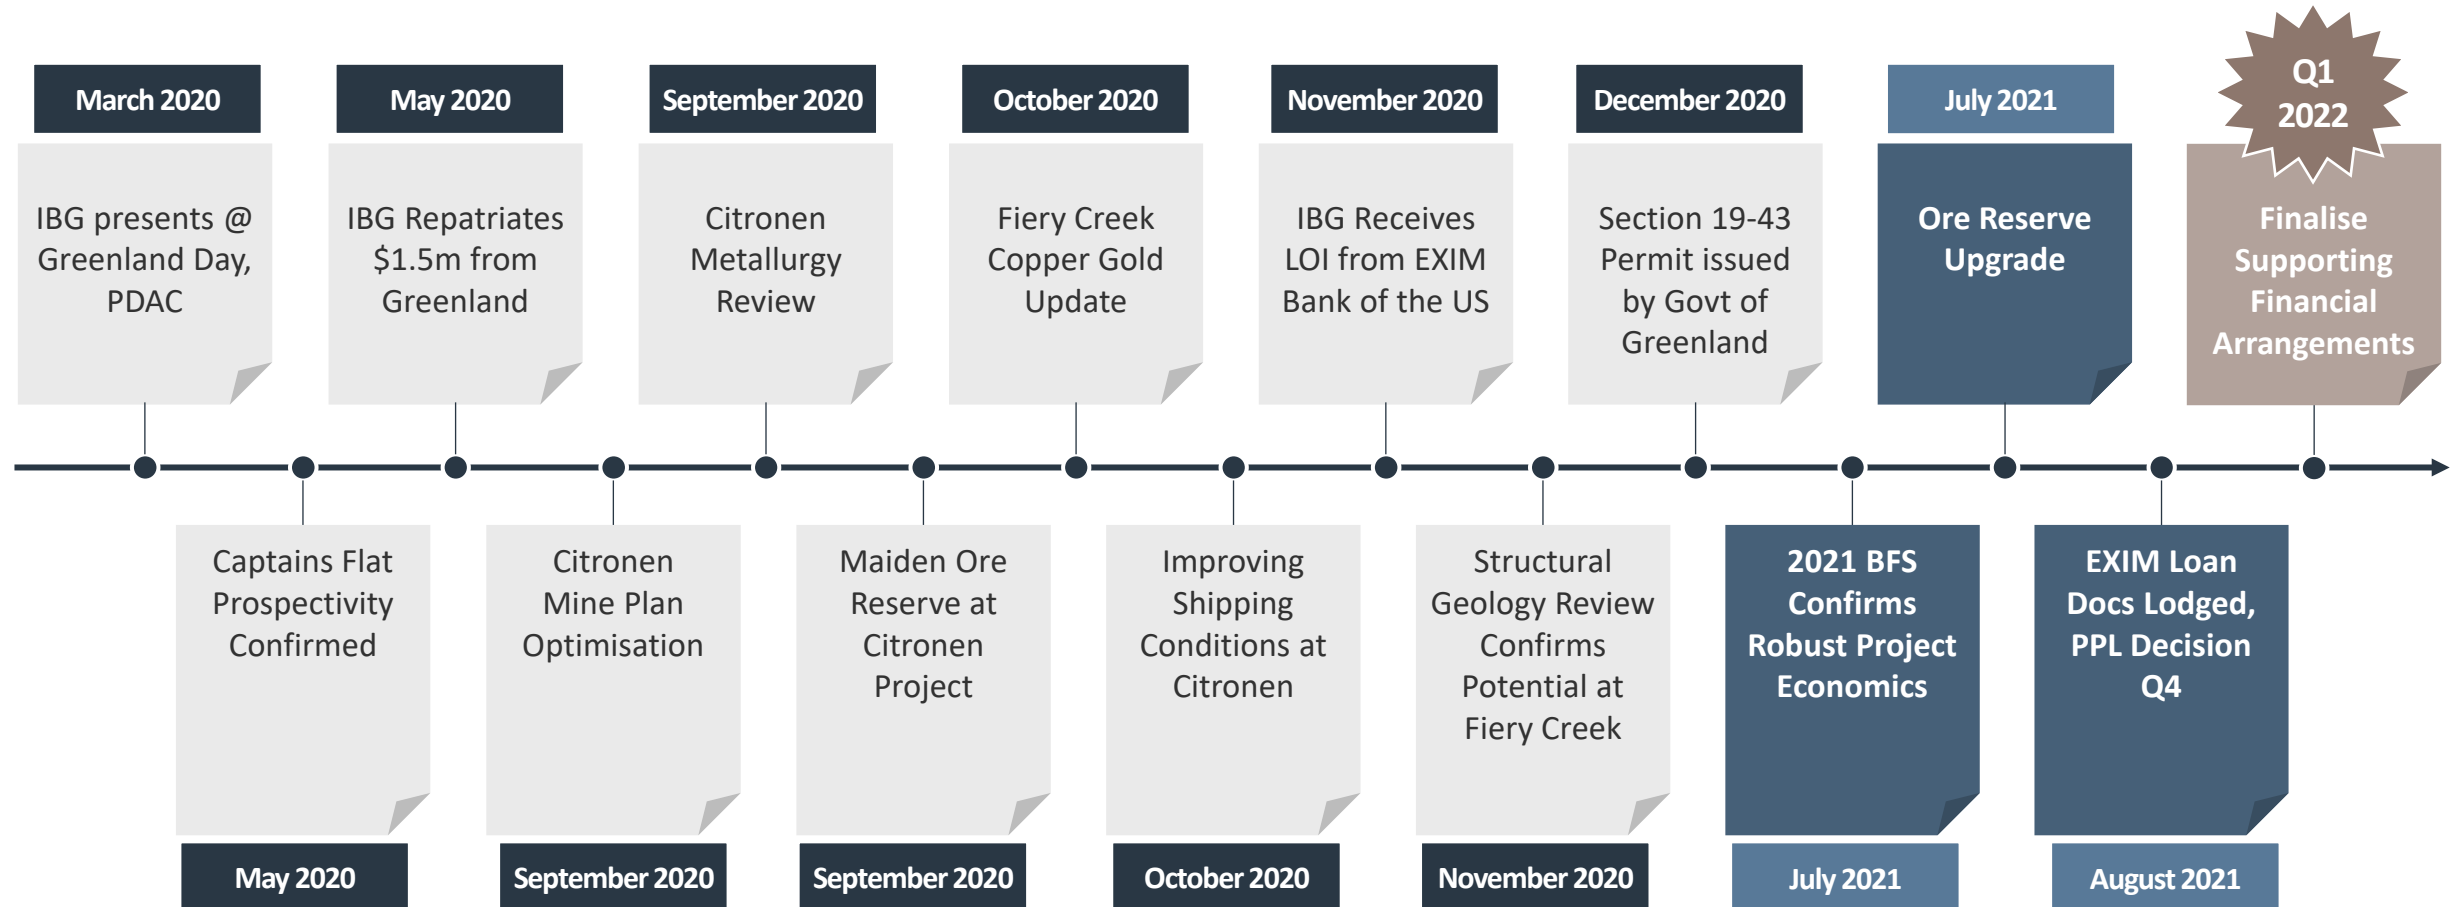 March 2020
IBG presents @
Greenland Day,
PDAC
May 2020
IBG Repatriates
$1.5m from
Greenland
September 2020
Citronen
Metallurgy
Review
October 2020
Fiery Creek
Copper Gold
Update
November 2020
IBG Receives
LOI from EXIM
Bank of the US
December 2020
Section 19-43
Permit issued
by Govt of
Greenland
July 2021
Ore Reserve
Upgrade
Q1
2022
Finalise
Supporting
Financial
Arrangements
Captains Flat
Prospectivity
Confirmed
May 2020
Citronen
Mine Plan
Optimisation
September 2020
Maiden Ore
Reserve at
Citronen
Project
September 2020
Improving
Shipping
Conditions at
Citronen
October 2020
Structural
Geology Review
Confirms
Potential at
Fiery Creek
November 2020
2021 BFS
Confirms
Robust Project
Economics
July 2021
EXIM Loan
Docs Lodged,
PPL Decision
Q4
August 2021